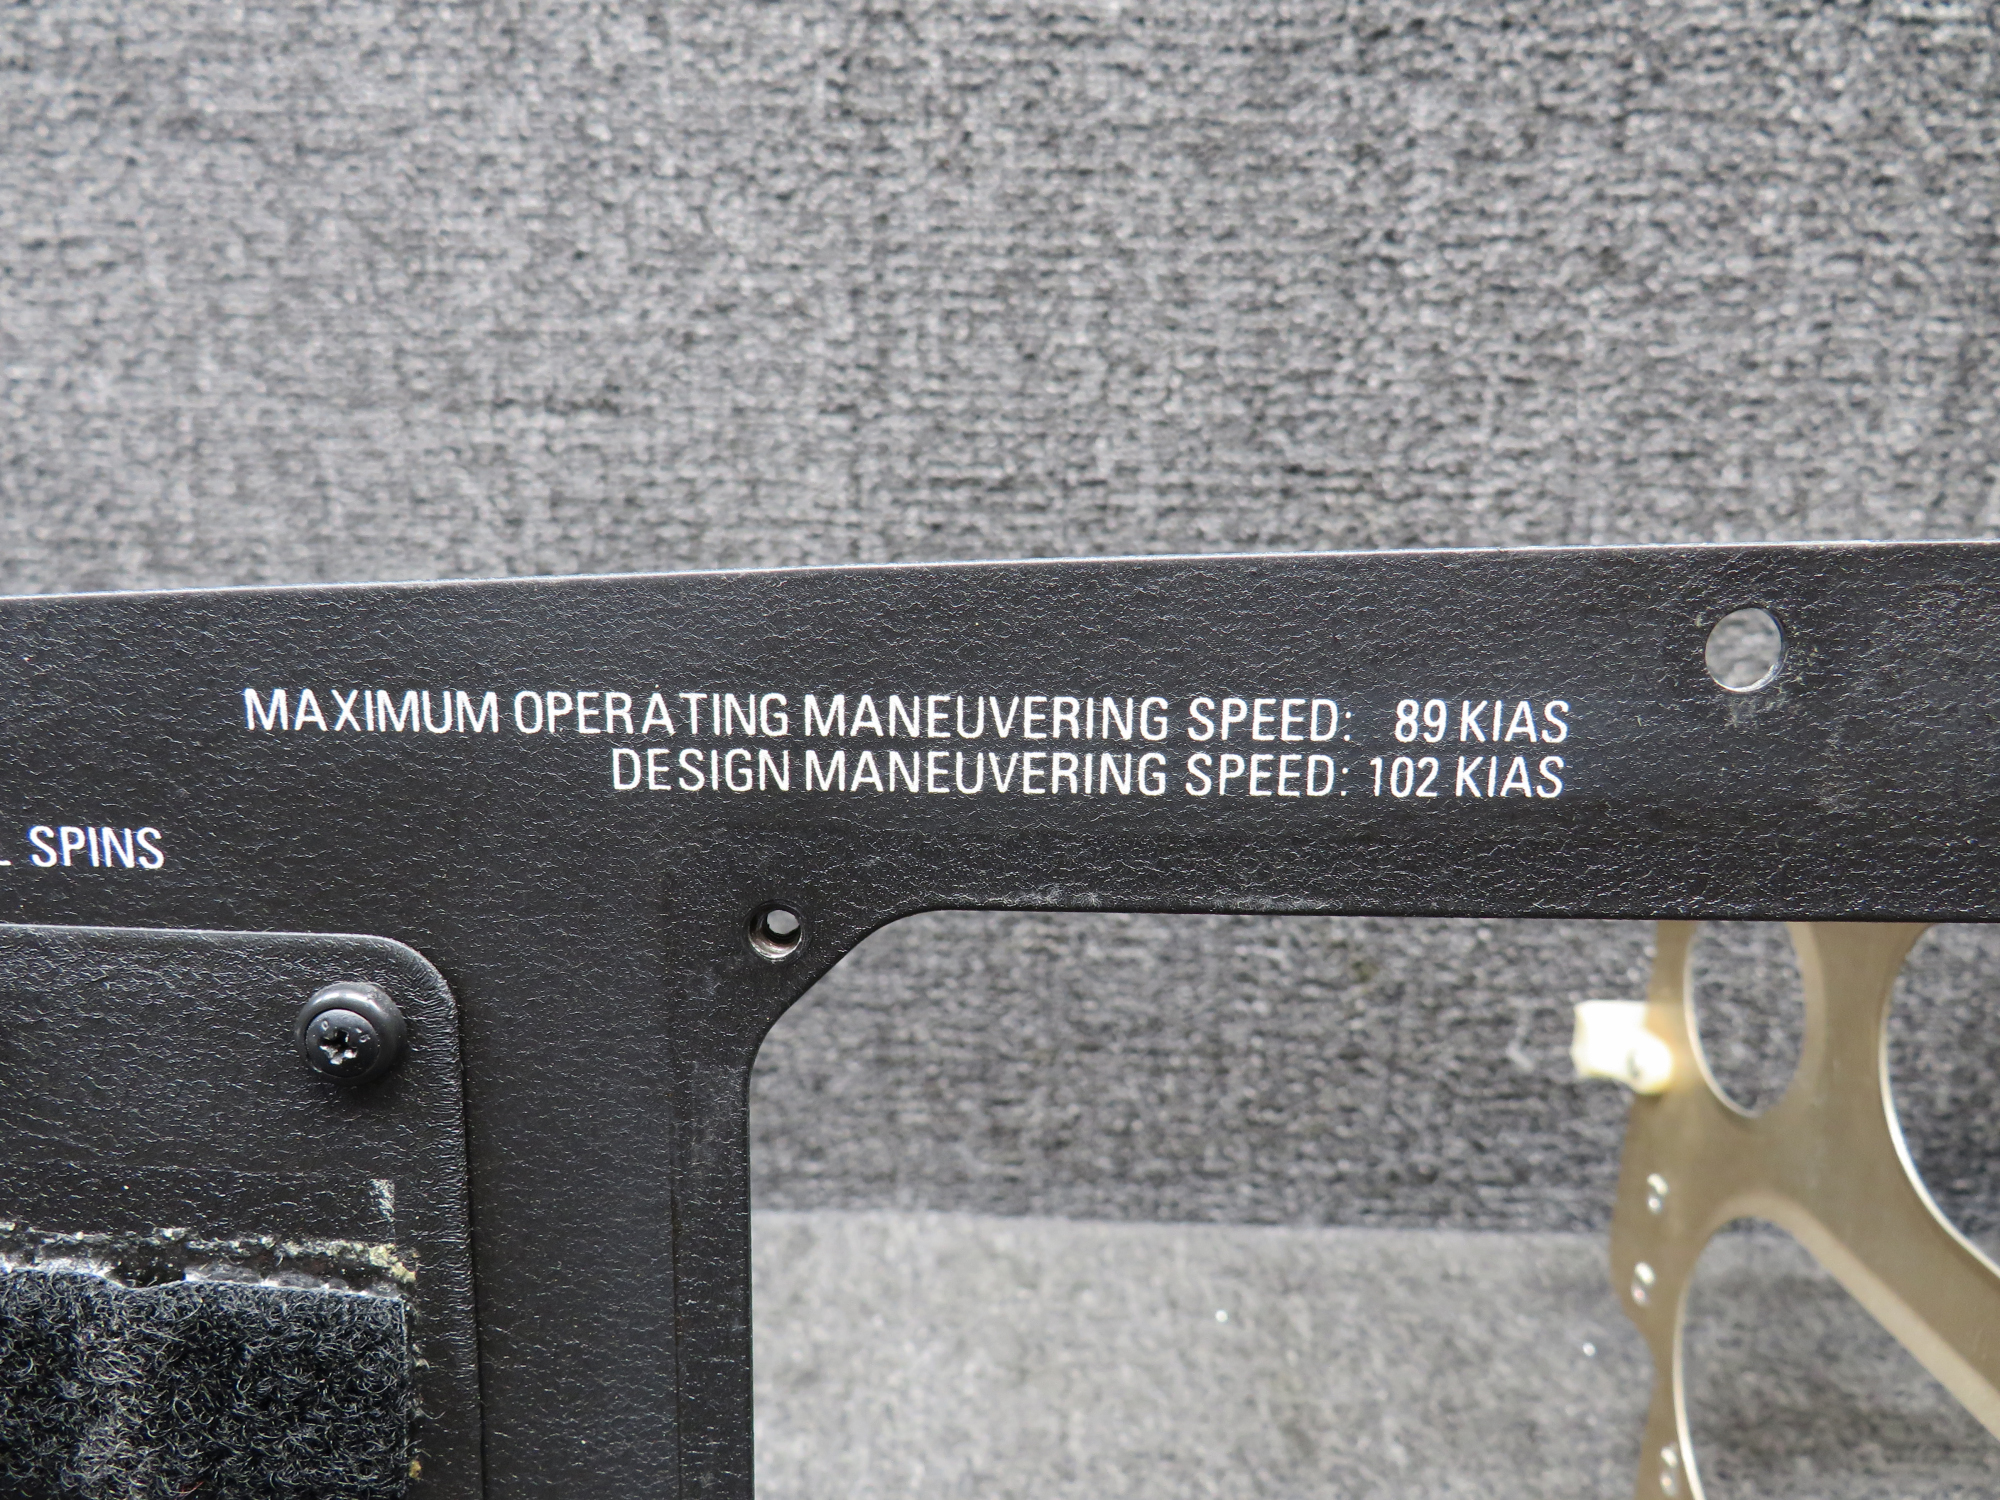 MAXIMUM OPERATING MANEUVERING SPEED: 89 KIAS
DESIGN MANEUVERING SPEED: 102 KIAS
SPINS